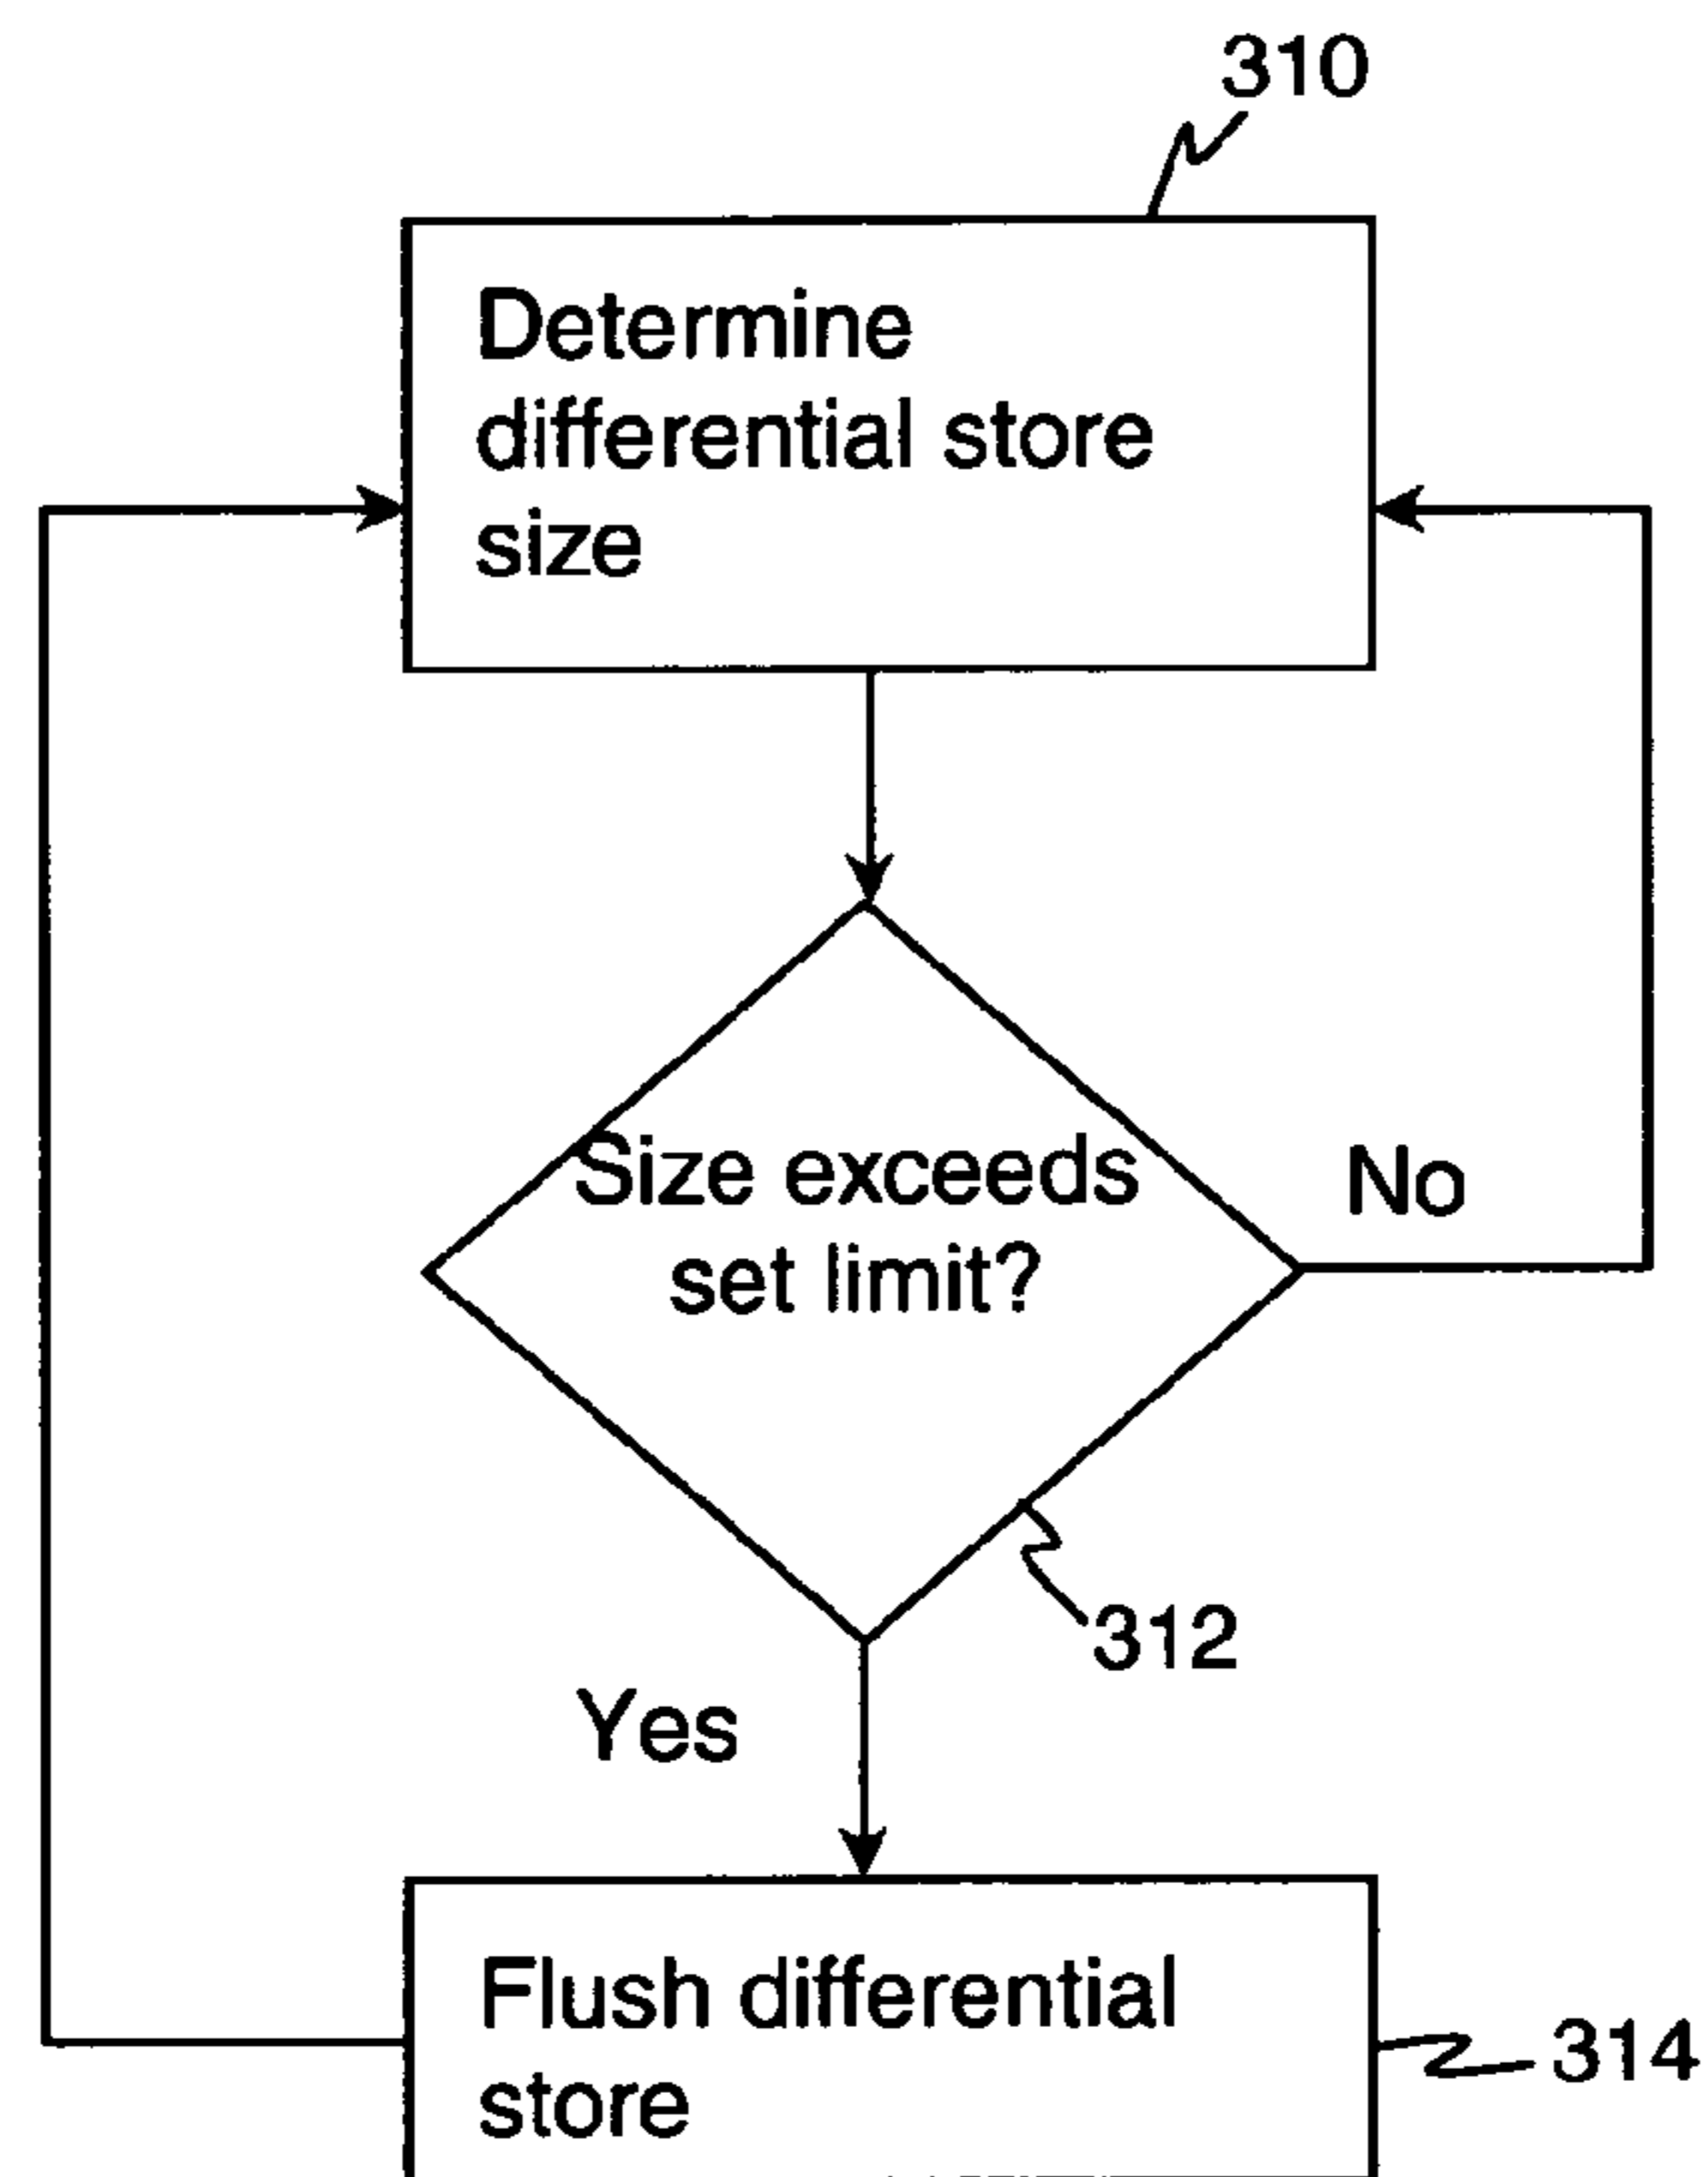 310
Determine
differential store
size
Size exceeds
set limit?
No
312
Yes
Flush differential
store
314